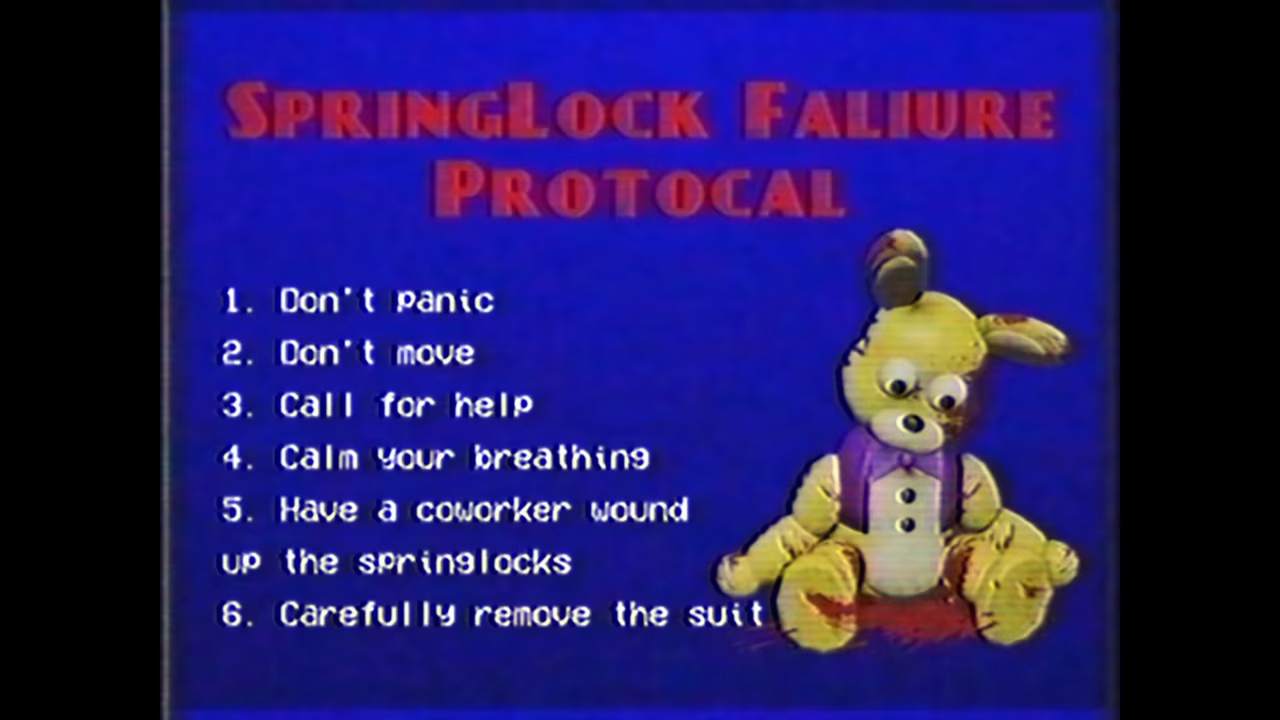 SpringLock Faliure
Protocal
1. Don't panic
2. Don't move
3. Call for help
4. Calm your breathing
5. Have a coworker wound
up the springlocks
6. Carefully remove the suit